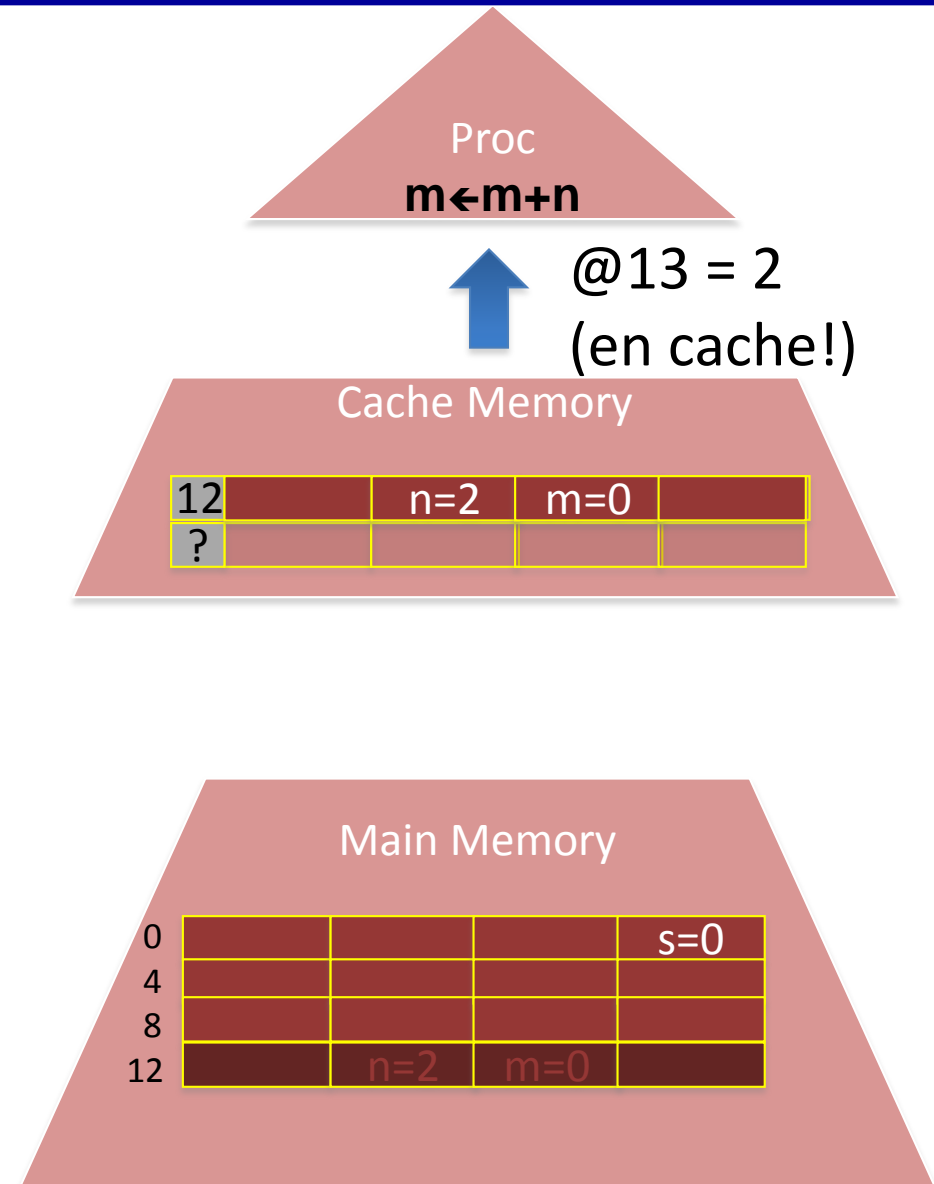 Proc
m←m+n
@13 = 2
(en cache!)
Cache Memory
12 n=2 m=0
?
Main Memory
0 s=0
4
8
12 n=2 m=0